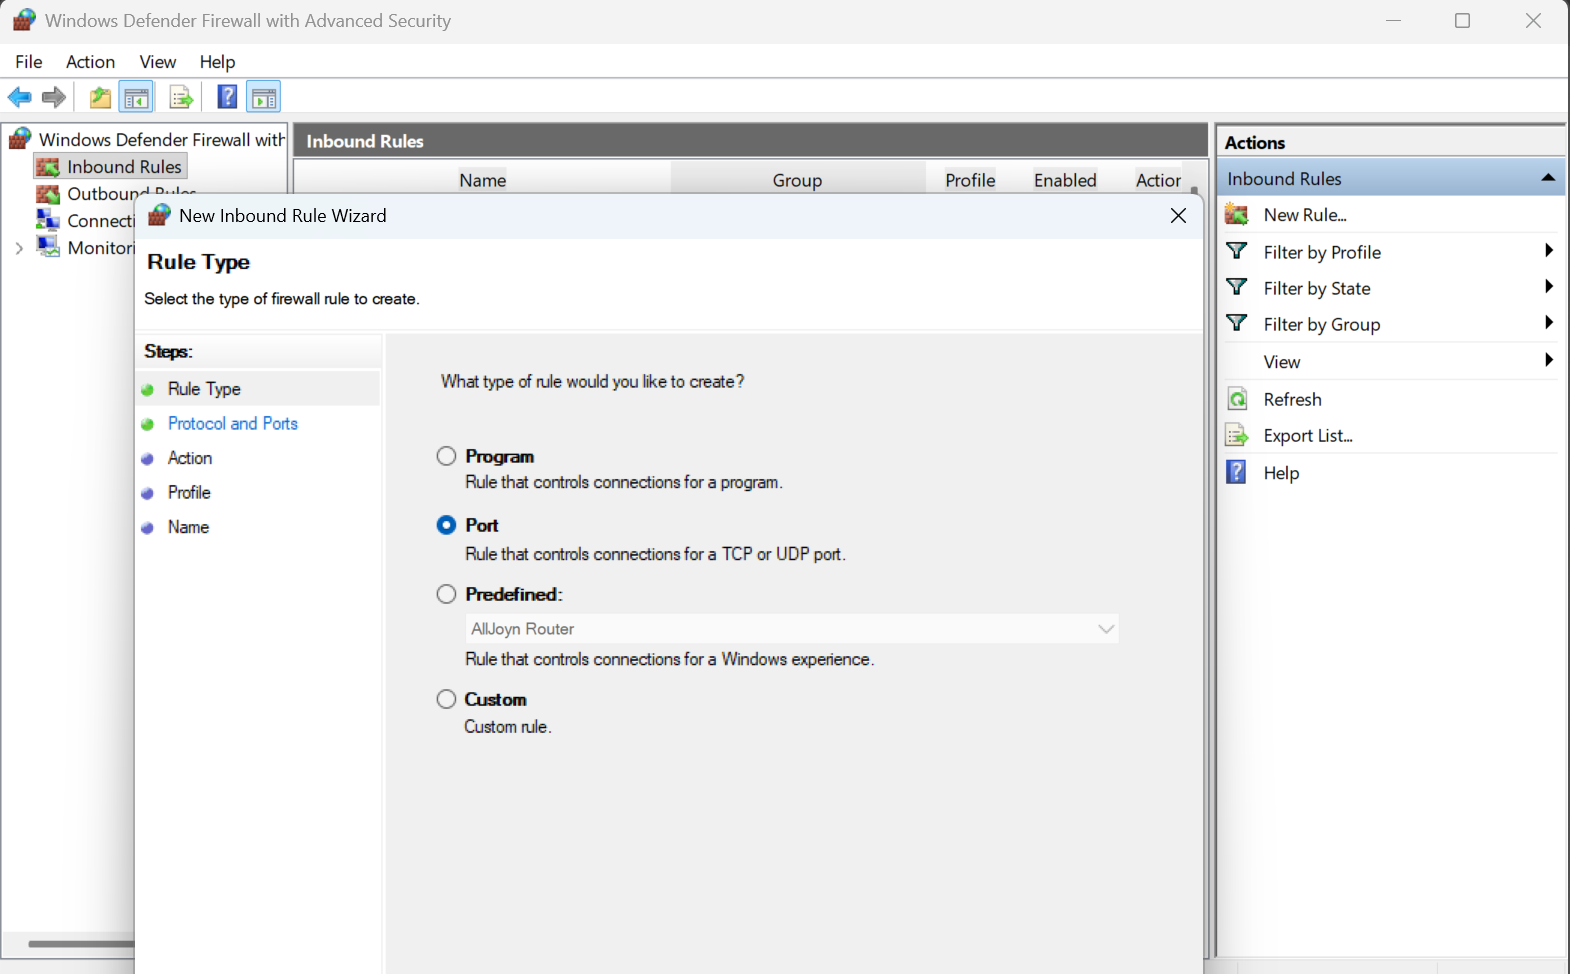 Windows Defender Firewall with Advanced Security
File Action View Help
Windows Defender Firewall with
Inbound Rules
Outbound Rules
Connecti
Monitori
Inbound Rules
Name Group Profile Enabled Action
New Inbound Rule Wizard
Rule Type
Select the type of firewall rule to create.
Steps:
Rule Type
Protocol and Ports
Action
Profile
Name
What type of rule would you like to create?
Program
Rule that controls connections for a program.
Port
Rule that controls connections for a TCP or UDP port.
Predefined:
AllJoyn Router
Rule that controls connections for a Windows experience.
Custom
Custom rule.
Actions
Inbound Rules
New Rule...
Filter by Profile
Filter by State
Filter by Group
View
Refresh
Export List...
Help